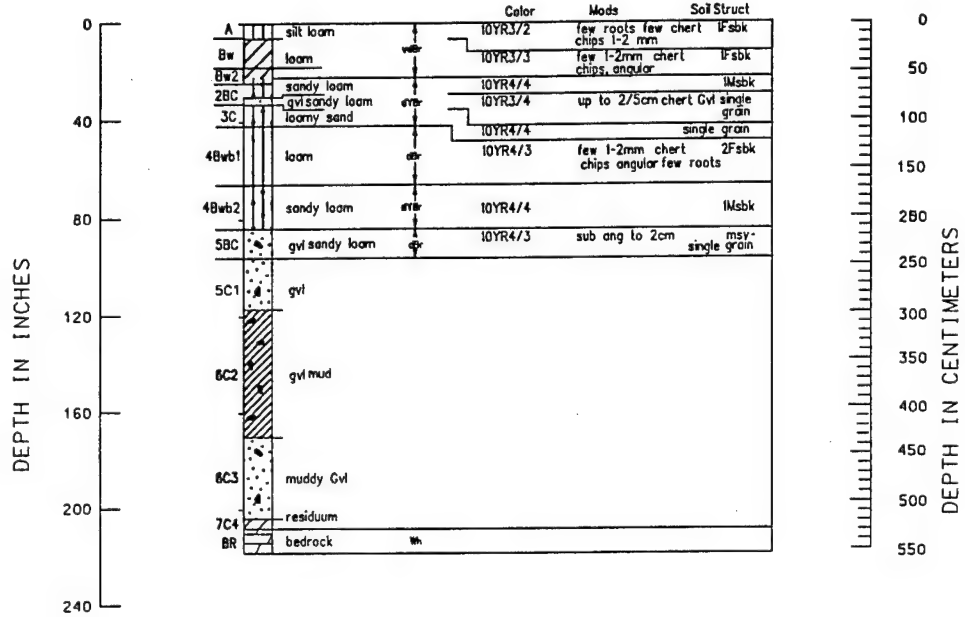 Color Mods Soil Struct
0 A silt loam 10YR3/2 few roots few chert 1Fsbk 0
chips 1-2 mm
Bw loam 10YR3/3 few 1-2mm chert 1Fsbk
chips, angular
20 Bw2 50
sandy loam 10YR4/4 1Msbk
2BC gvl sandy loam 10YR3/4 up to 2/5cm chert Gvl single
grain
3C loamy sand 100
40 10YR4/4 single grain
4Bwb1 loam dBr 10YR4/3 few 1-2mm chert 2Fsbk
chips angular few roots
150
4Bwb2 sandy loam dYBr 10YR4/4 1Msbk
80 200
5BC gvl sandy loam dBr 10YR4/3 sub ang to 2cm msy-
single grain
250
5C1 gvl
300
120
350
6C2 gvl mud
160 400
450
6C3 muddy Gvl
500
200
7C4 residuum
BR bedrock Wh
550
240
DEPTH IN INCHES
DEPTH IN CENTIMETERS